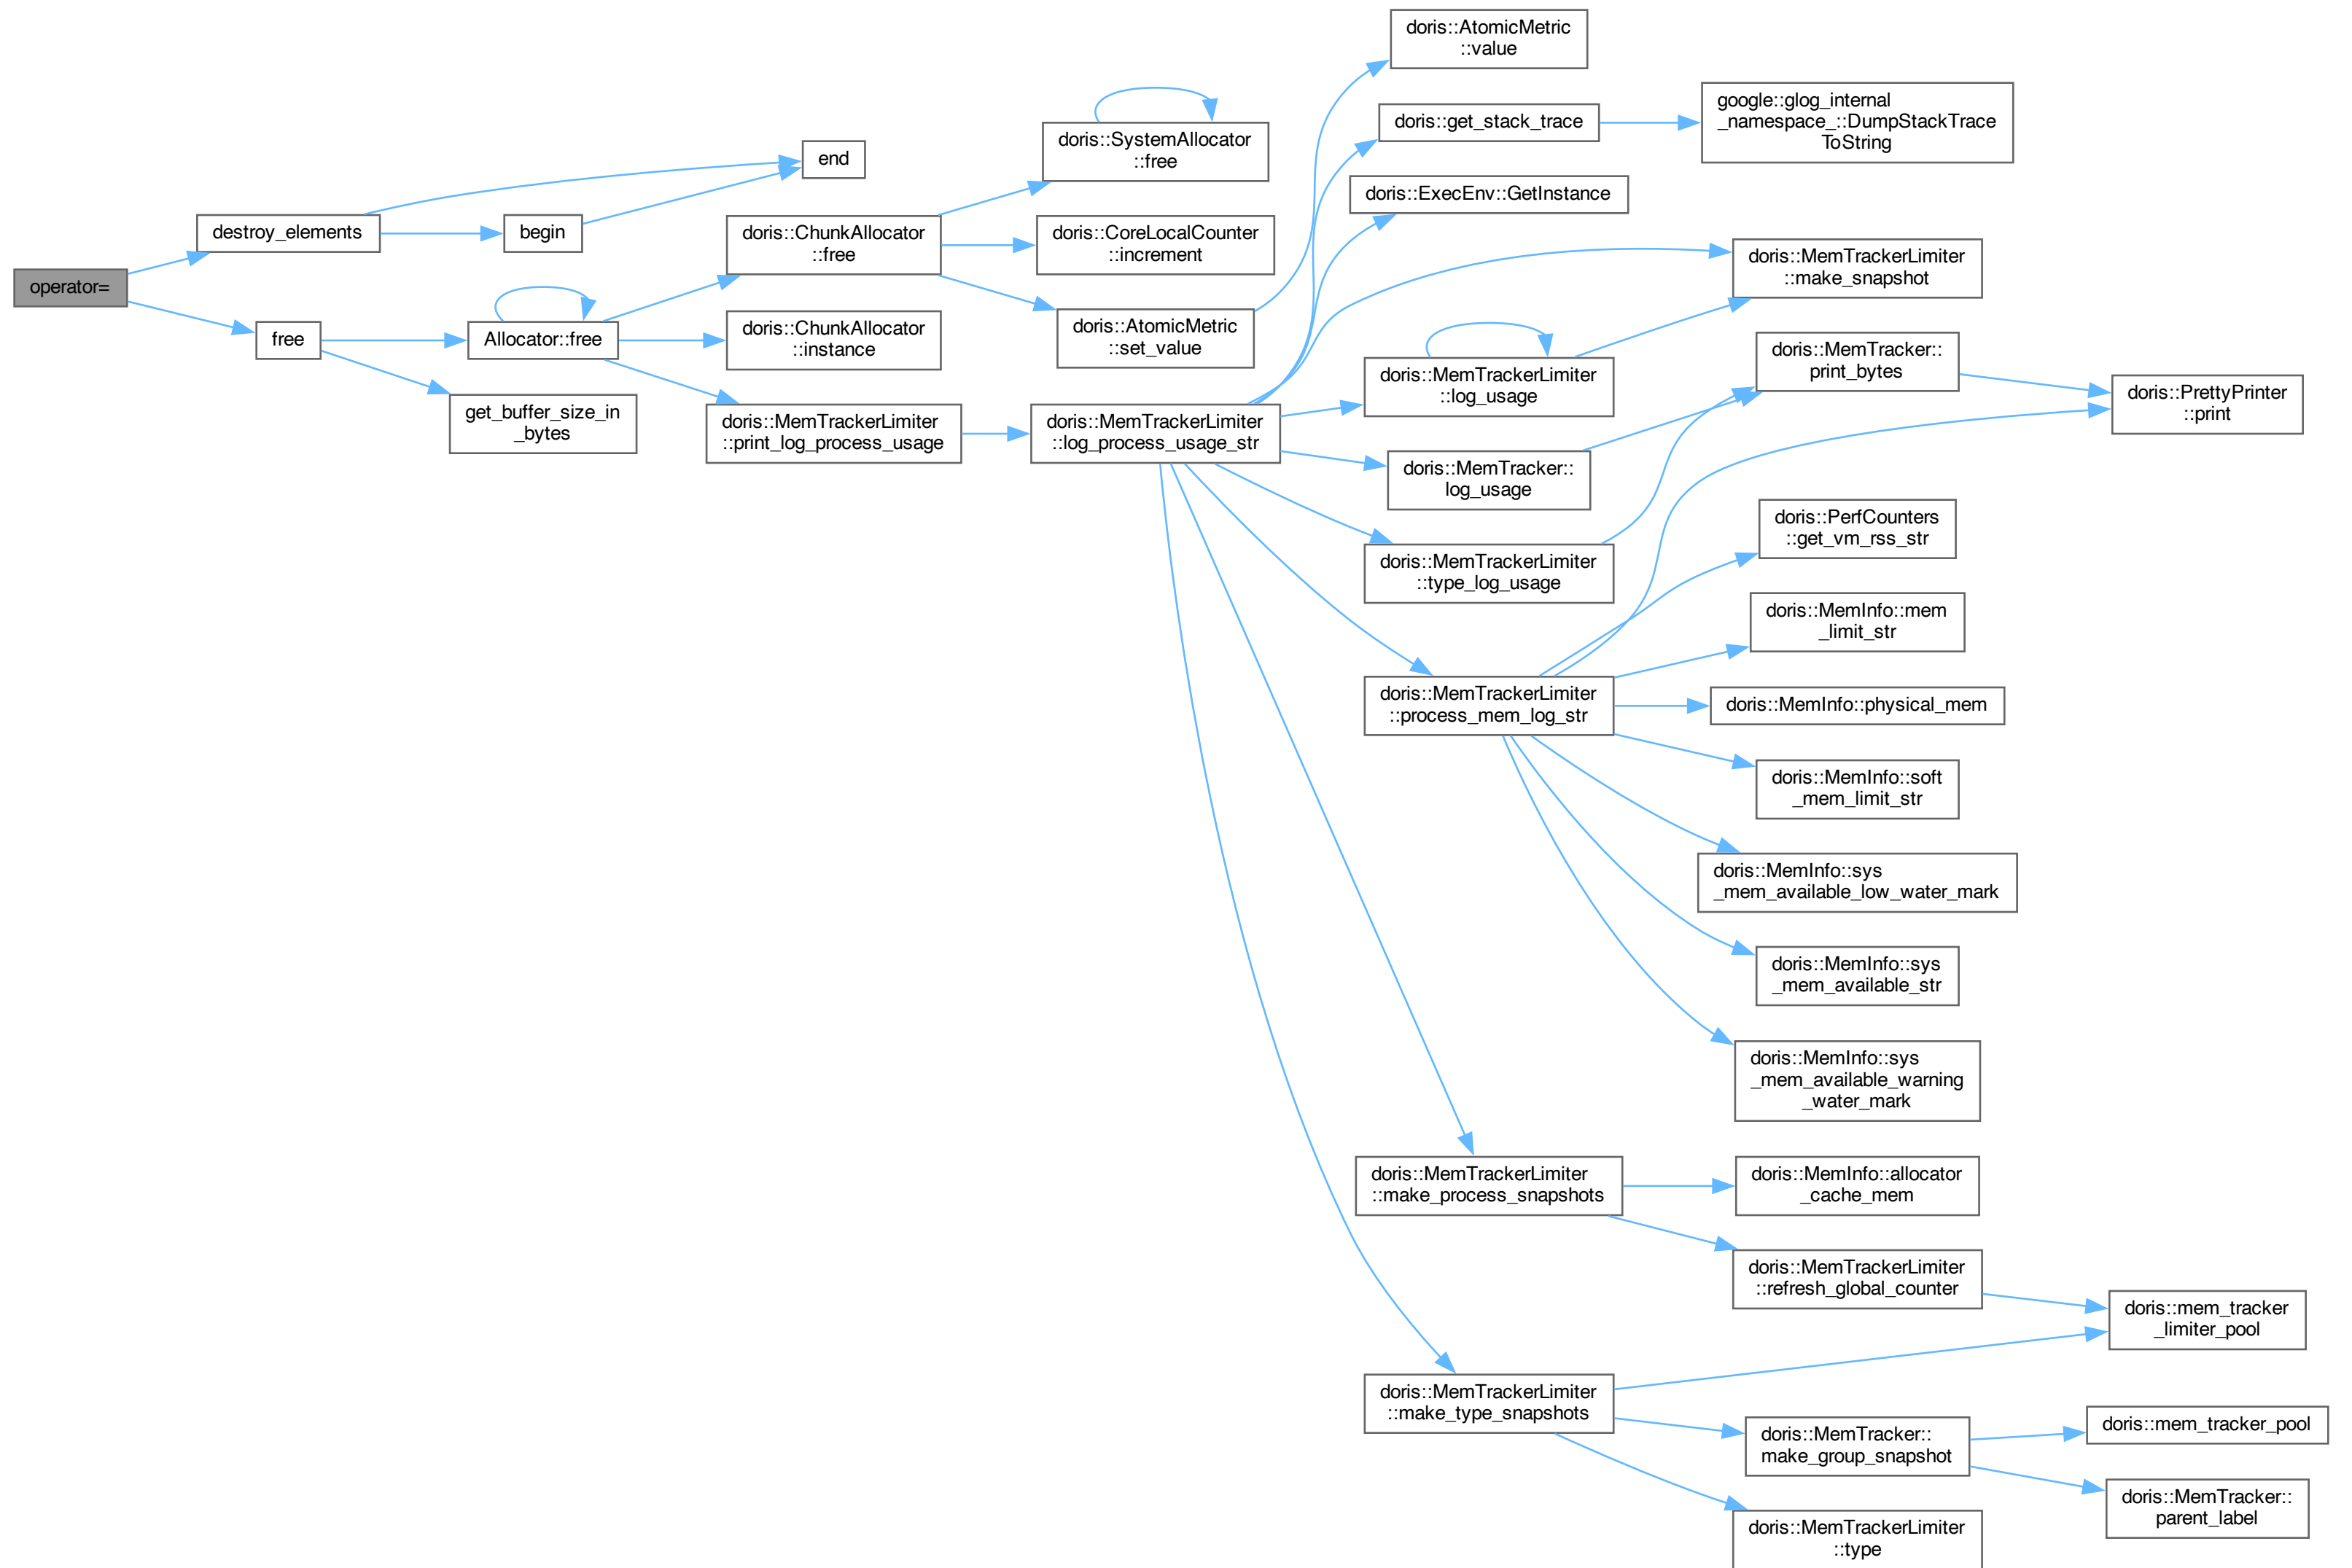 operator=
destroy_elements
free
end
begin
Allocator::free
get_buffer_size_in
_bytes
doris::ChunkAllocator
::free
doris::ChunkAllocator
::instance
doris::MemTrackerLimiter
::print_log_process_usage
doris::SystemAllocator
::free
doris::CoreLocalCounter
::increment
doris::AtomicMetric
::set_value
doris::MemTrackerLimiter
::log_process_usage_str
doris::AtomicMetric
::value
doris::get_stack_trace
google::glog_internal
_namespace_::DumpStackTrace
ToString
doris::ExecEnv::GetInstance
doris::MemTrackerLimiter
::make_snapshot
doris::MemTrackerLimiter
::log_usage
doris::MemTracker::
print_bytes
doris::PrettyPrinter
::print
doris::MemTracker::
log_usage
doris::MemTrackerLimiter
::type_log_usage
doris::PerfCounters
::get_vm_rss_str
doris::MemInfo::mem
_limit_str
doris::MemTrackerLimiter
::process_mem_log_str
doris::MemInfo::physical_mem
doris::MemInfo::soft
_mem_limit_str
doris::MemInfo::sys
_mem_available_low_water_mark
doris::MemInfo::sys
_mem_available_str
doris::MemInfo::sys
_mem_available_warning
_water_mark
doris::MemTrackerLimiter
::make_process_snapshots
doris::MemInfo::allocator
_cache_mem
doris::MemTrackerLimiter
::refresh_global_counter
doris::mem_tracker
_limiter_pool
doris::MemTrackerLimiter
::make_type_snapshots
doris::MemTracker::
make_group_snapshot
doris::mem_tracker_pool
doris::MemTracker::
parent_label
doris::MemTrackerLimiter
::type